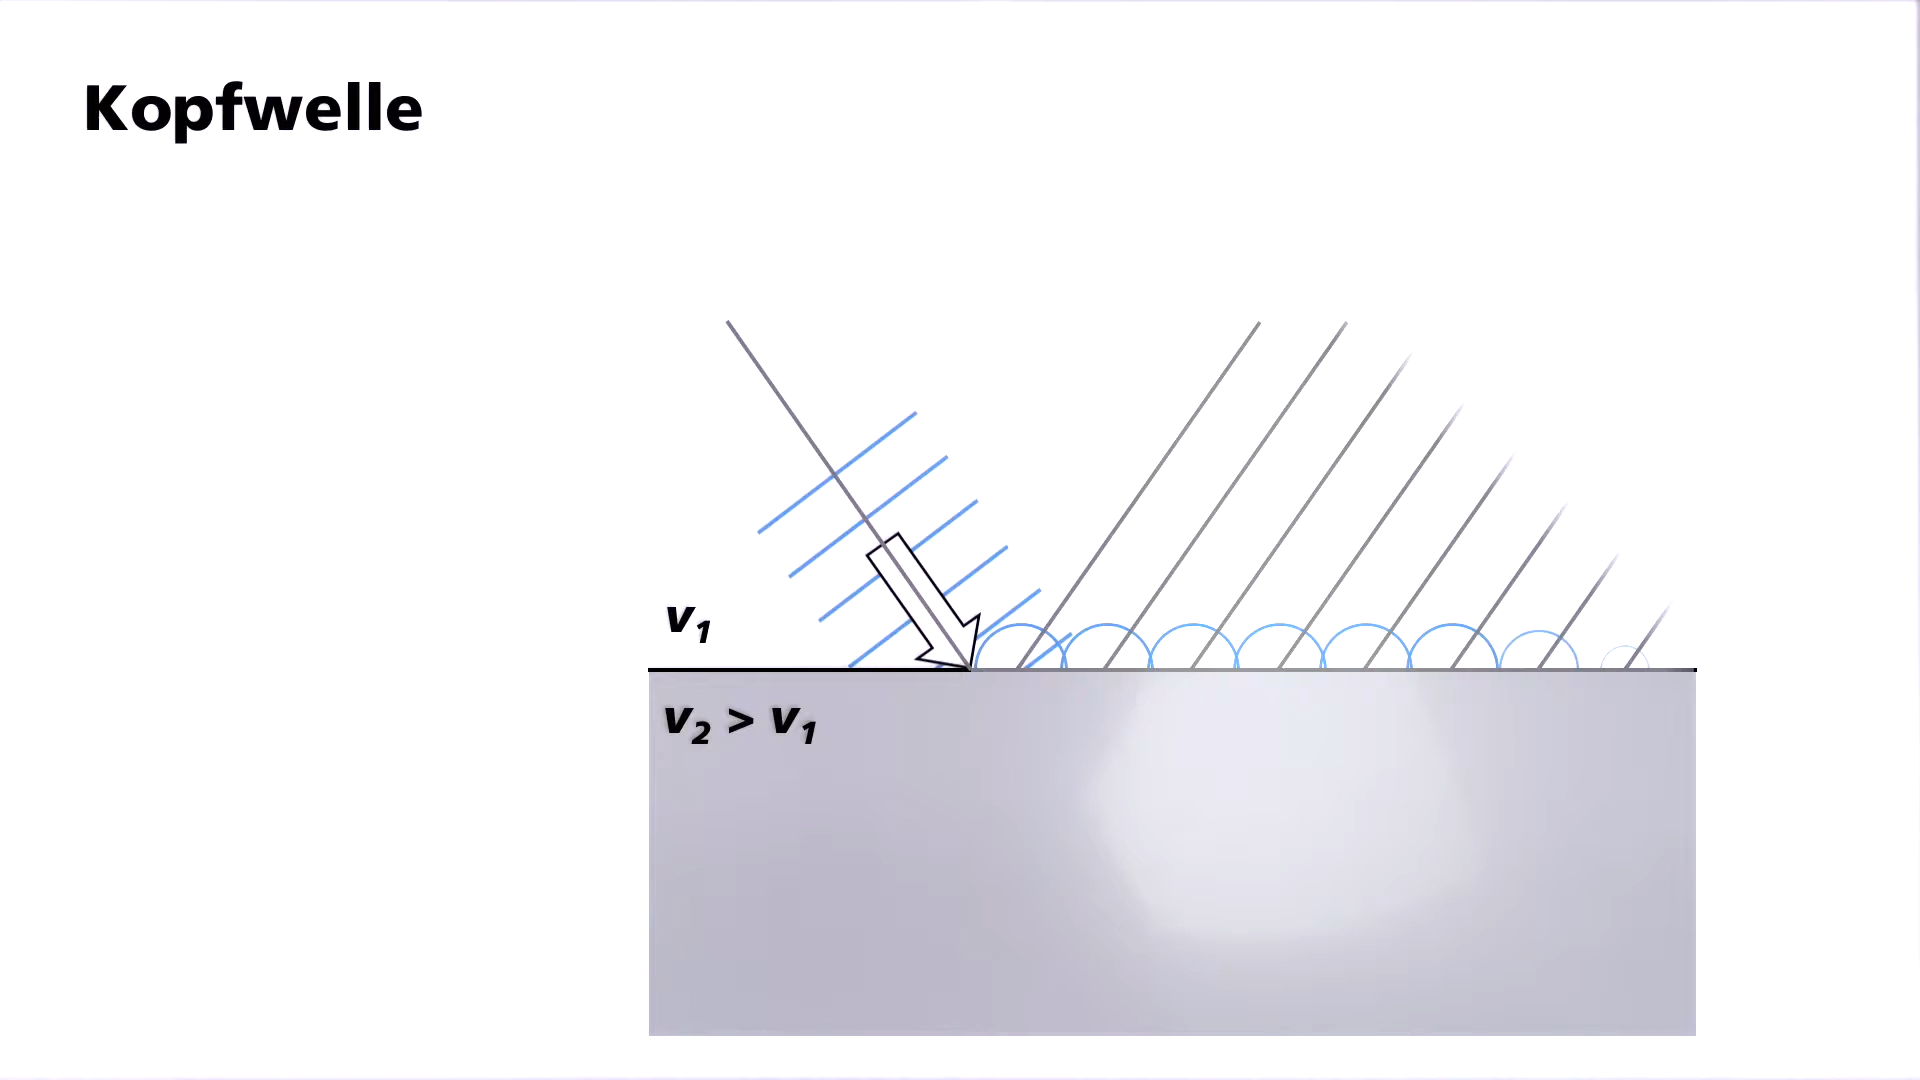 Kopfwelle
v₁
v₂ > v₁